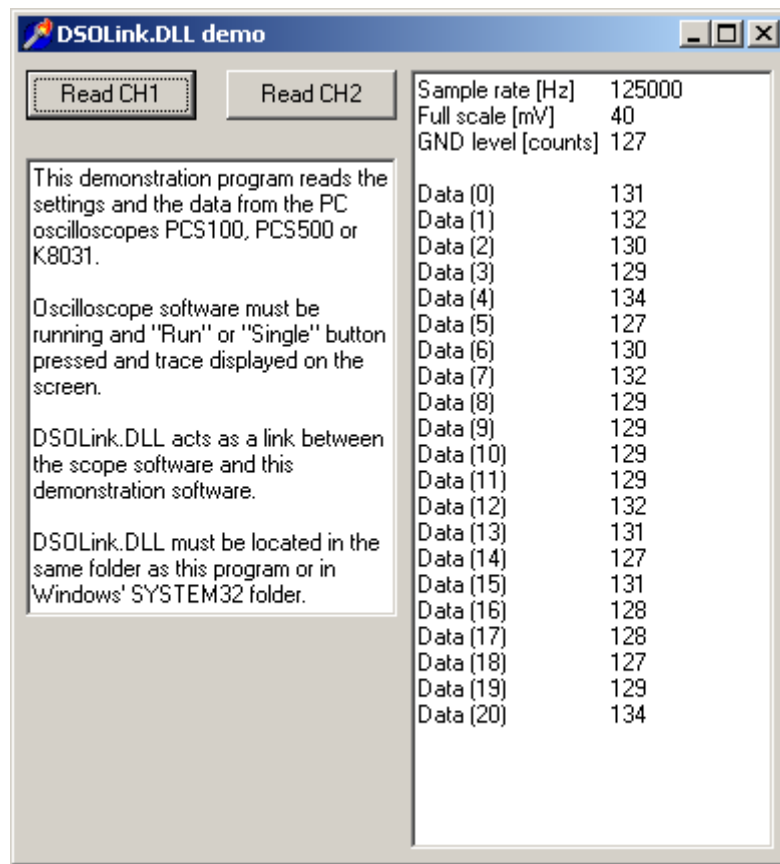 DSOLink.DLL demo
Read CH1
Read CH2
This demonstration program reads the
settings and the data from the PC
oscilloscopes PCS100, PCS500 or
K8031.
Oscilloscope software must be
running and "Run" or "Single" button
pressed and trace displayed on the
screen.
DSOLink.DLL acts as a link between
the scope software and this
demonstration software.
DSOLink.DLL must be located in the
same folder as this program or in
Windows' SYSTEM32 folder.
Sample rate [Hz] 125000
Full scale [mV] 40
GND level [counts] 127
Data (0) 131
Data (1) 132
Data (2) 130
Data (3) 129
Data (4) 134
Data (5) 127
Data (6) 130
Data (7) 132
Data (8) 129
Data (9) 129
Data (10) 129
Data (11) 129
Data (12) 132
Data (13) 131
Data (14) 127
Data (15) 131
Data (16) 128
Data (17) 128
Data (18) 127
Data (19) 129
Data (20) 134